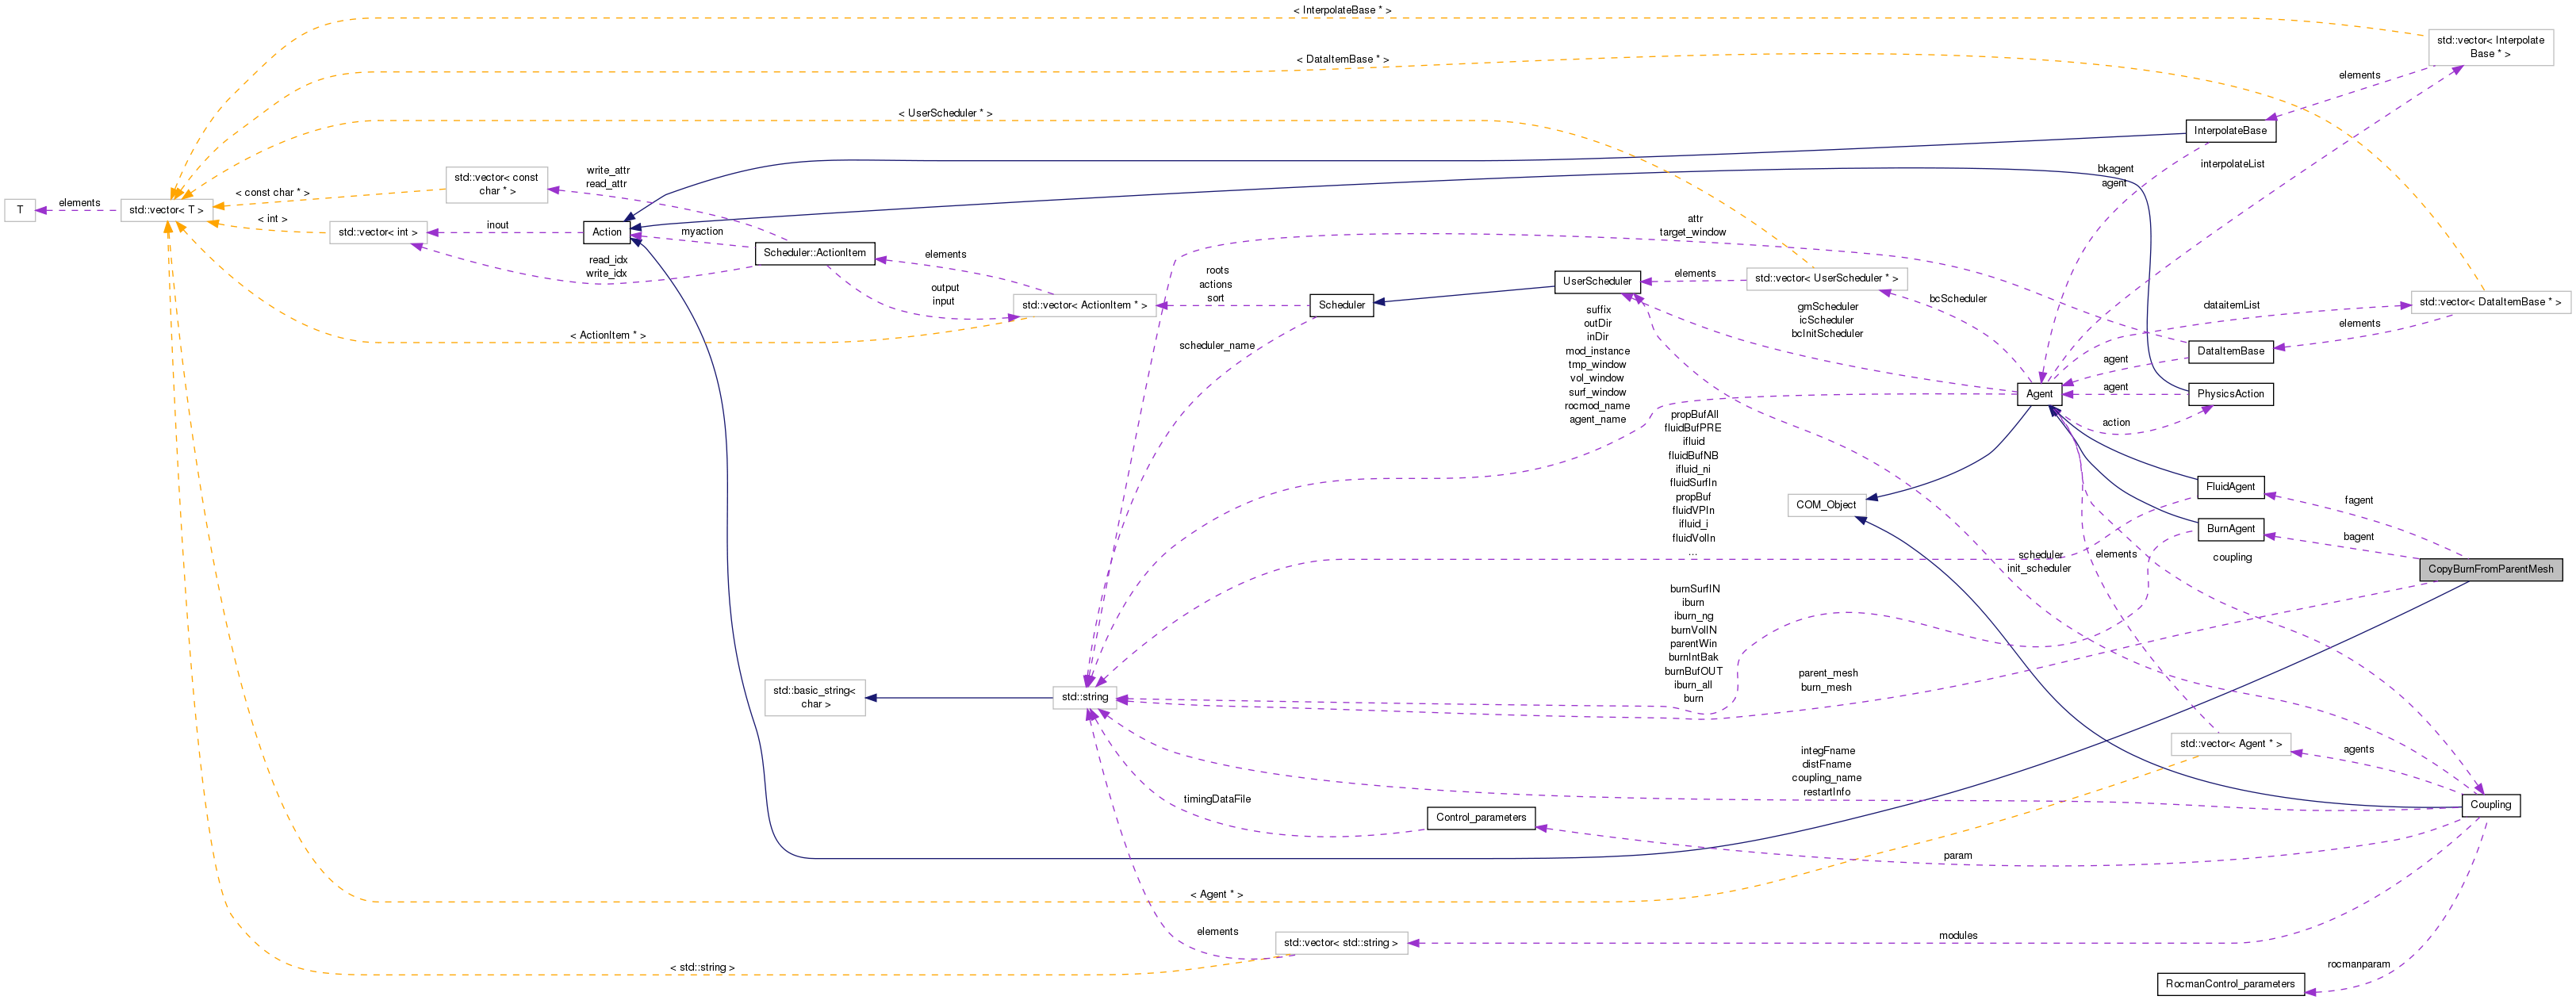 < InterpolateBase * >
std::vector< Interpolate
Base * >
< DataItemBase * >
elements
< UserScheduler * >
InterpolateBase
interpolateList
bkagent
agent
std::vector< const
char * >
write_attr
read_attr
< const char * >
T
elements
std::vector< T >
< int >
std::vector< int >
inout
Action
myaction
Scheduler::ActionItem
read_idx
write_idx
elements
output
input
attr
target_window
roots
actions
sort
std::vector< ActionItem * >
Scheduler
UserScheduler
elements
std::vector< UserScheduler * >
bcScheduler
gmScheduler
icScheduler
bcInitScheduler
dataitemList
std::vector< DataItemBase * >
elements
DataItemBase
agent
< ActionItem * >
scheduler_name
suffix
outDir
inDir
mod_instance
tmp_window
vol_window
surf_window
rocmod_name
agent_name
Agent
agent
PhysicsAction
action
propBufAll
fluidBufPRE
ifluid
fluidBufNB
ifluid_ni
fluidSurfIn
propBuf
fluidVPIn
ifluid_i
fluidVolIn
...
COM_Object
FluidAgent
fagent
BurnAgent
bagent
CopyBurnFromParentMesh
scheduler
init_scheduler
elements
coupling
burnSurfIN
iburn
iburn_ng
burnVolIN
parentWin
burnIntBak
burnBufOUT
iburn_all
burn
parent_mesh
burn_mesh
std::basic_string<
char >
std::string
std::vector< Agent * >
agents
integFname
distFname
coupling_name
restartInfo
timingDataFile
Control_parameters
Coupling
param
< Agent * >
elements
std::vector< std::string >
modules
< std::string >
rocmanparam
RocmanControl_parameters